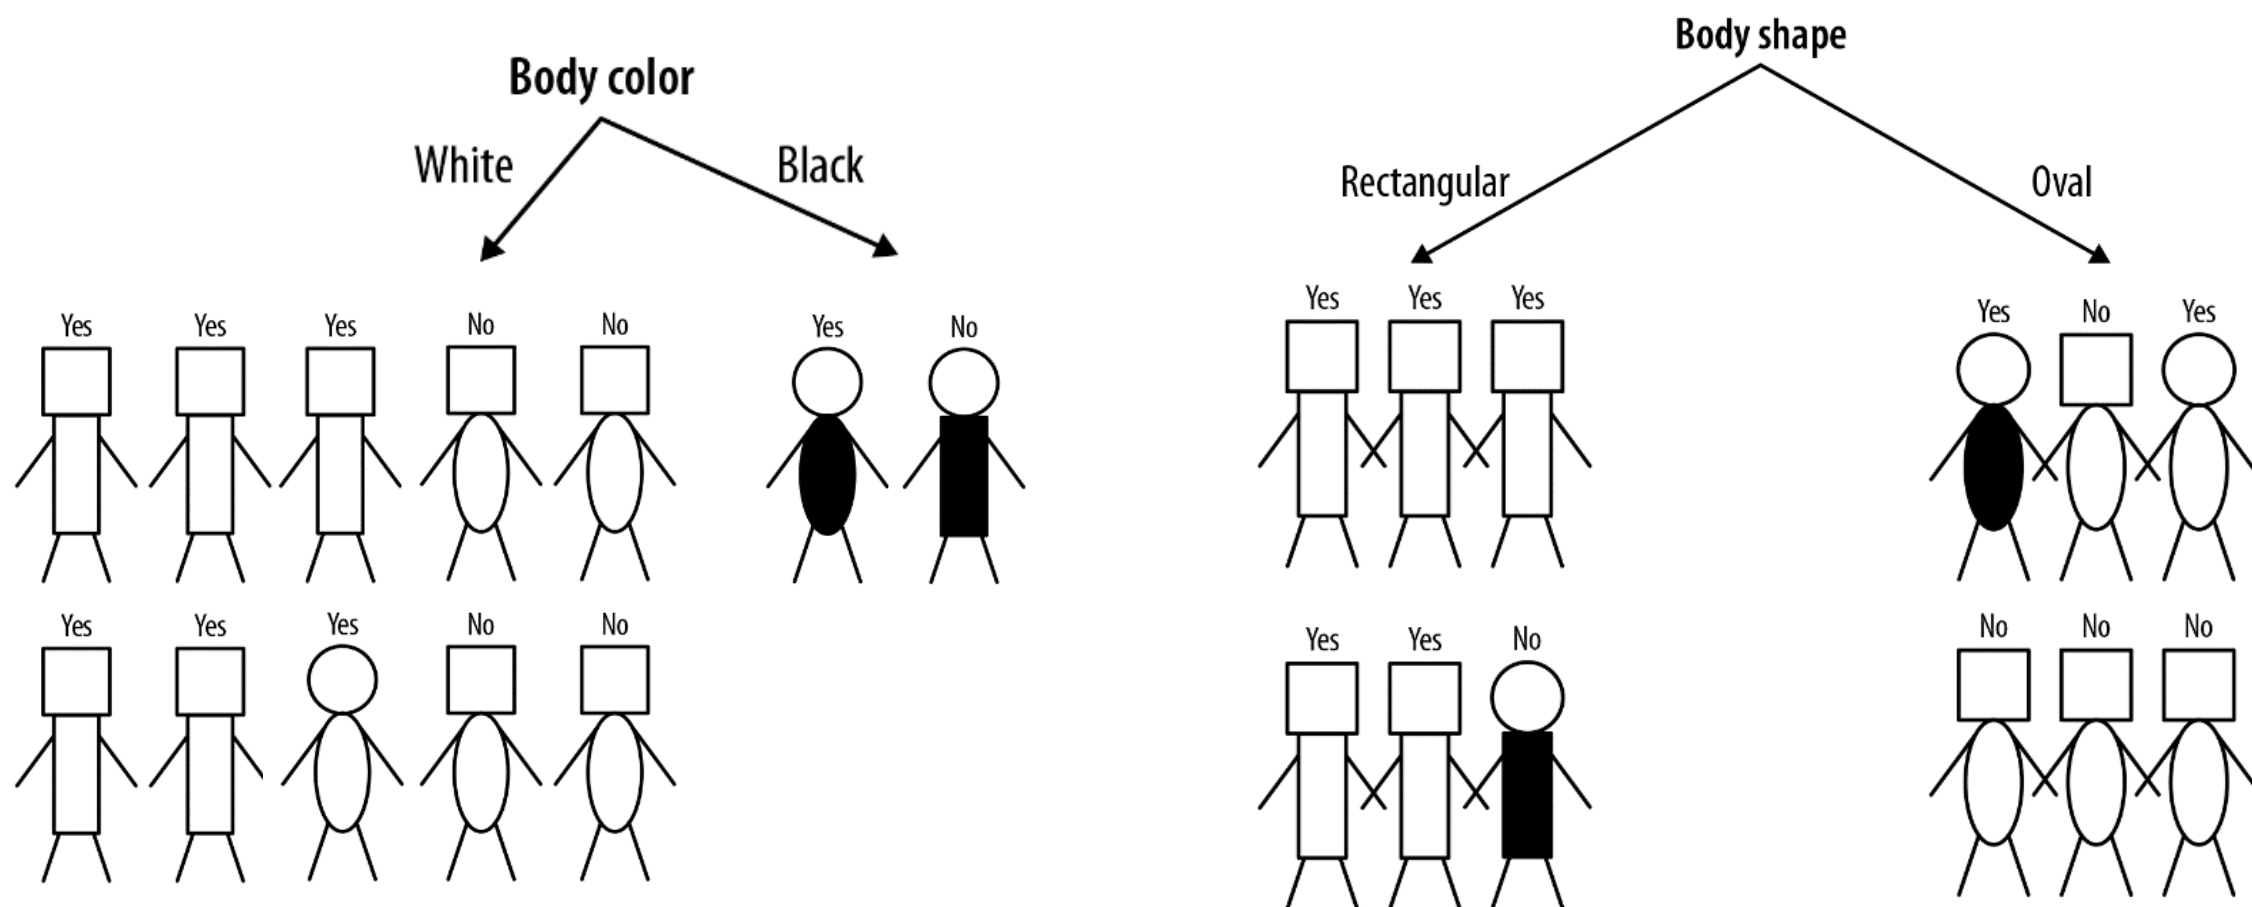 Body color
White
Black
Yes Yes Yes No No Yes No
Yes Yes Yes No No
Body shape
Rectangular
Oval
Yes Yes Yes
Yes No Yes
Yes Yes No
No No No